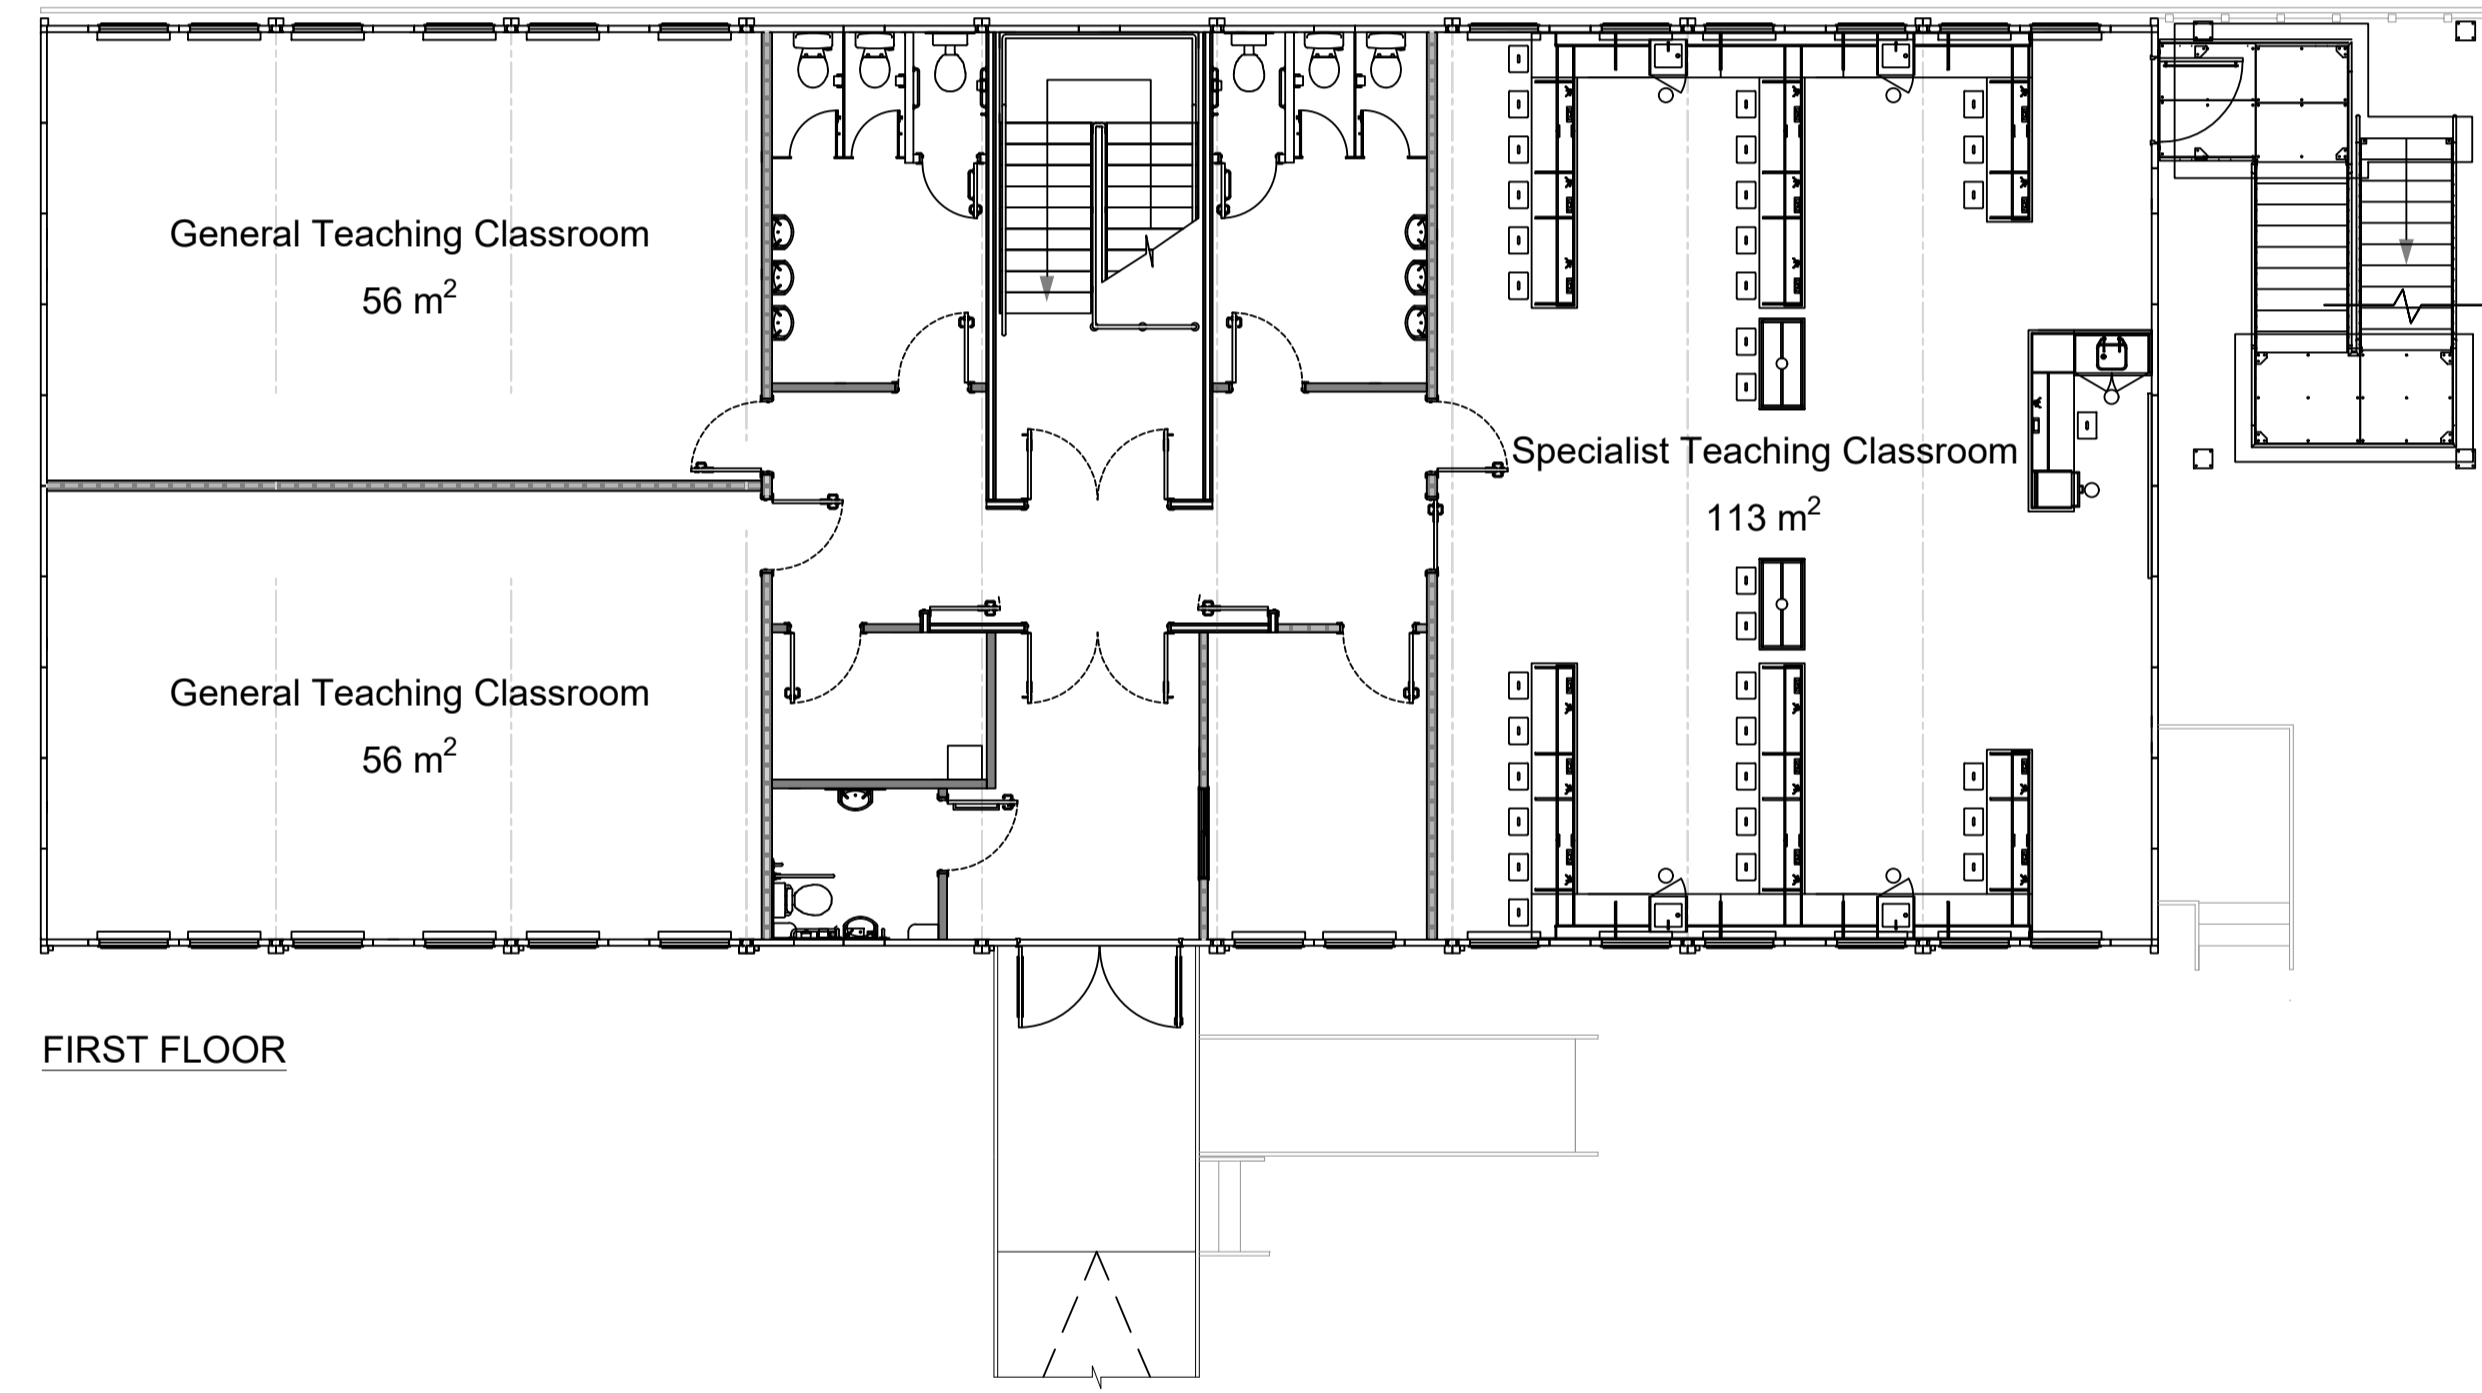 General Teaching Classroom
56 m²
Specialist Teaching Classroom
113 m²
General Teaching Classroom
56 m²
FIRST FLOOR